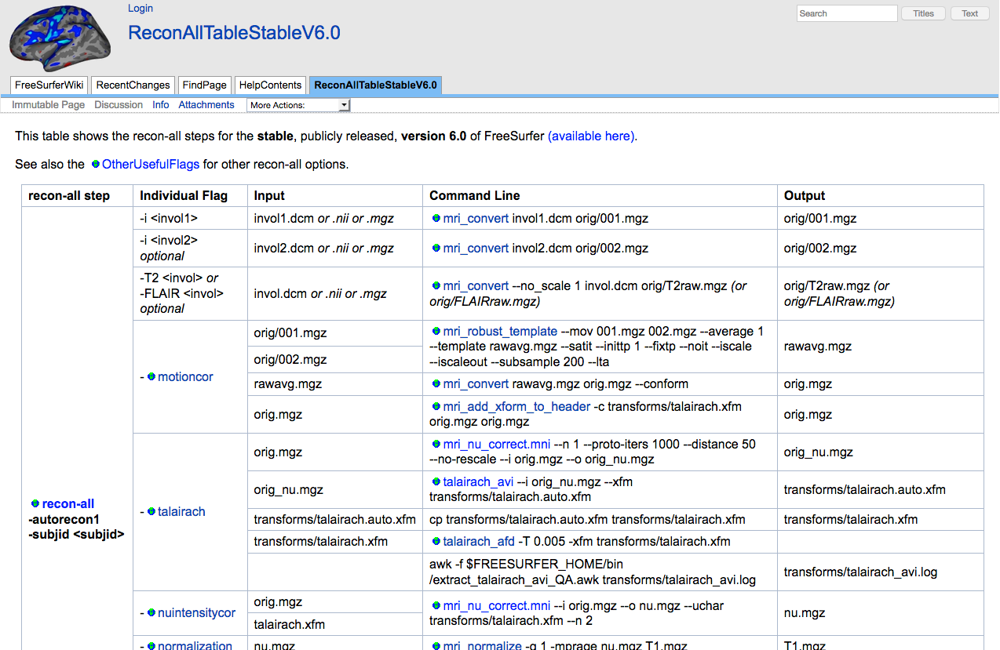 Login
ReconAllTableStableV6.0
Search
Titles
Text
FreeSurferWiki
RecentChanges
FindPage
HelpContents
ReconAllTableStableV6.0
Immutable Page
Discussion
Info
Attachments
More Actions:
This table shows the recon-all steps for the stable, publicly released, version 6.0 of FreeSurfer (available here).
See also the OtherUsefulFlags for other recon-all options.
recon-all step
Individual Flag
Input
Command Line
Output
recon-all
-autorecon1
-subjid <subjid>
-i <invol1>
invol1.dcm or .nii or .mgz
mri_convert invol1.dcm orig/001.mgz
orig/001.mgz
-i <invol2>
optional
invol2.dcm or .nii or .mgz
mri_convert invol2.dcm orig/002.mgz
orig/002.mgz
-T2 <invol> or
-FLAIR <invol>
optional
invol.dcm or .nii or .mgz
mri_convert --no_scale 1 invol.dcm orig/T2raw.mgz (or
orig/FLAIRraw.mgz)
orig/T2raw.mgz (or
orig/FLAIRraw.mgz)
- motioncor
orig/001.mgz
orig/002.mgz
mri_robust_template --mov 001.mgz 002.mgz --average 1
--template rawavg.mgz --satit --inittp 1 --fixtp --noit --iscale
--iscaleout --subsample 200 --lta
rawavg.mgz
rawavg.mgz
mri_convert rawavg.mgz orig.mgz --conform
orig.mgz
orig.mgz
mri_add_xform_to_header -c transforms/talairach.xfm
orig.mgz orig.mgz
orig.mgz
- talairach
orig.mgz
mri_nu_correct.mni --n 1 --proto-iters 1000 --distance 50
--no-rescale --i orig.mgz --o orig_nu.mgz
orig_nu.mgz
orig_nu.mgz
talairach_avi --i orig_nu.mgz --xfm
transforms/talairach.auto.xfm
transforms/talairach.auto.xfm
transforms/talairach.auto.xfm
cp transforms/talairach.auto.xfm transforms/talairach.xfm
transforms/talairach.xfm
transforms/talairach.xfm
talairach_afd -T 0.005 -xfm transforms/talairach.xfm
awk -f $FREESURFER_HOME/bin
/extract_talairach_avi_QA.awk transforms/talairach_avi.log
transforms/talairach_avi.log
- nuintensitycor
orig.mgz
talairach.xfm
mri_nu_correct.mni --i orig.mgz --o nu.mgz --uchar
transforms/talairach.xfm --n 2
nu.mgz
- normalization
nu.mgz
mri_normalize -g 1 -mprage nu.mgz T1.mgz
T1.mgz